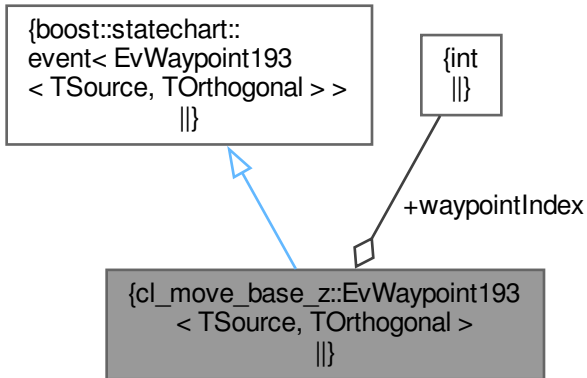 {boost::statechart::
event< EvWaypoint193
< TSource, TOrthogonal > >
||}
{int
||}
+waypointIndex
{cl_move_base_z::EvWaypoint193
< TSource, TOrthogonal >
||}